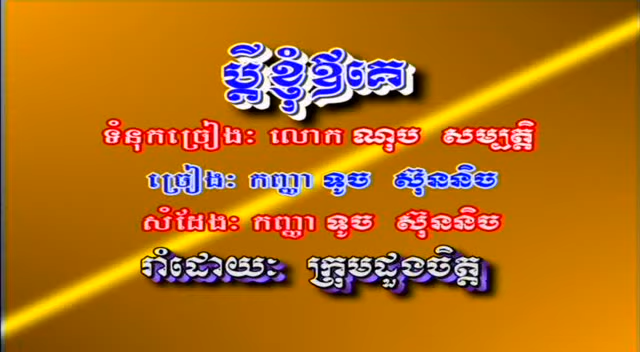 ប្ដីខ្ញុំឪគេ
ទំនុកច្រៀង: លោក ណុប សម្បត្តិ
ច្រៀង: កញ្ញា ទូច ស៊ុននិច
សំដែង: កញ្ញា ទូច ស៊ុននិច
រាំដោយ: ក្រុមដួងចិត្ត